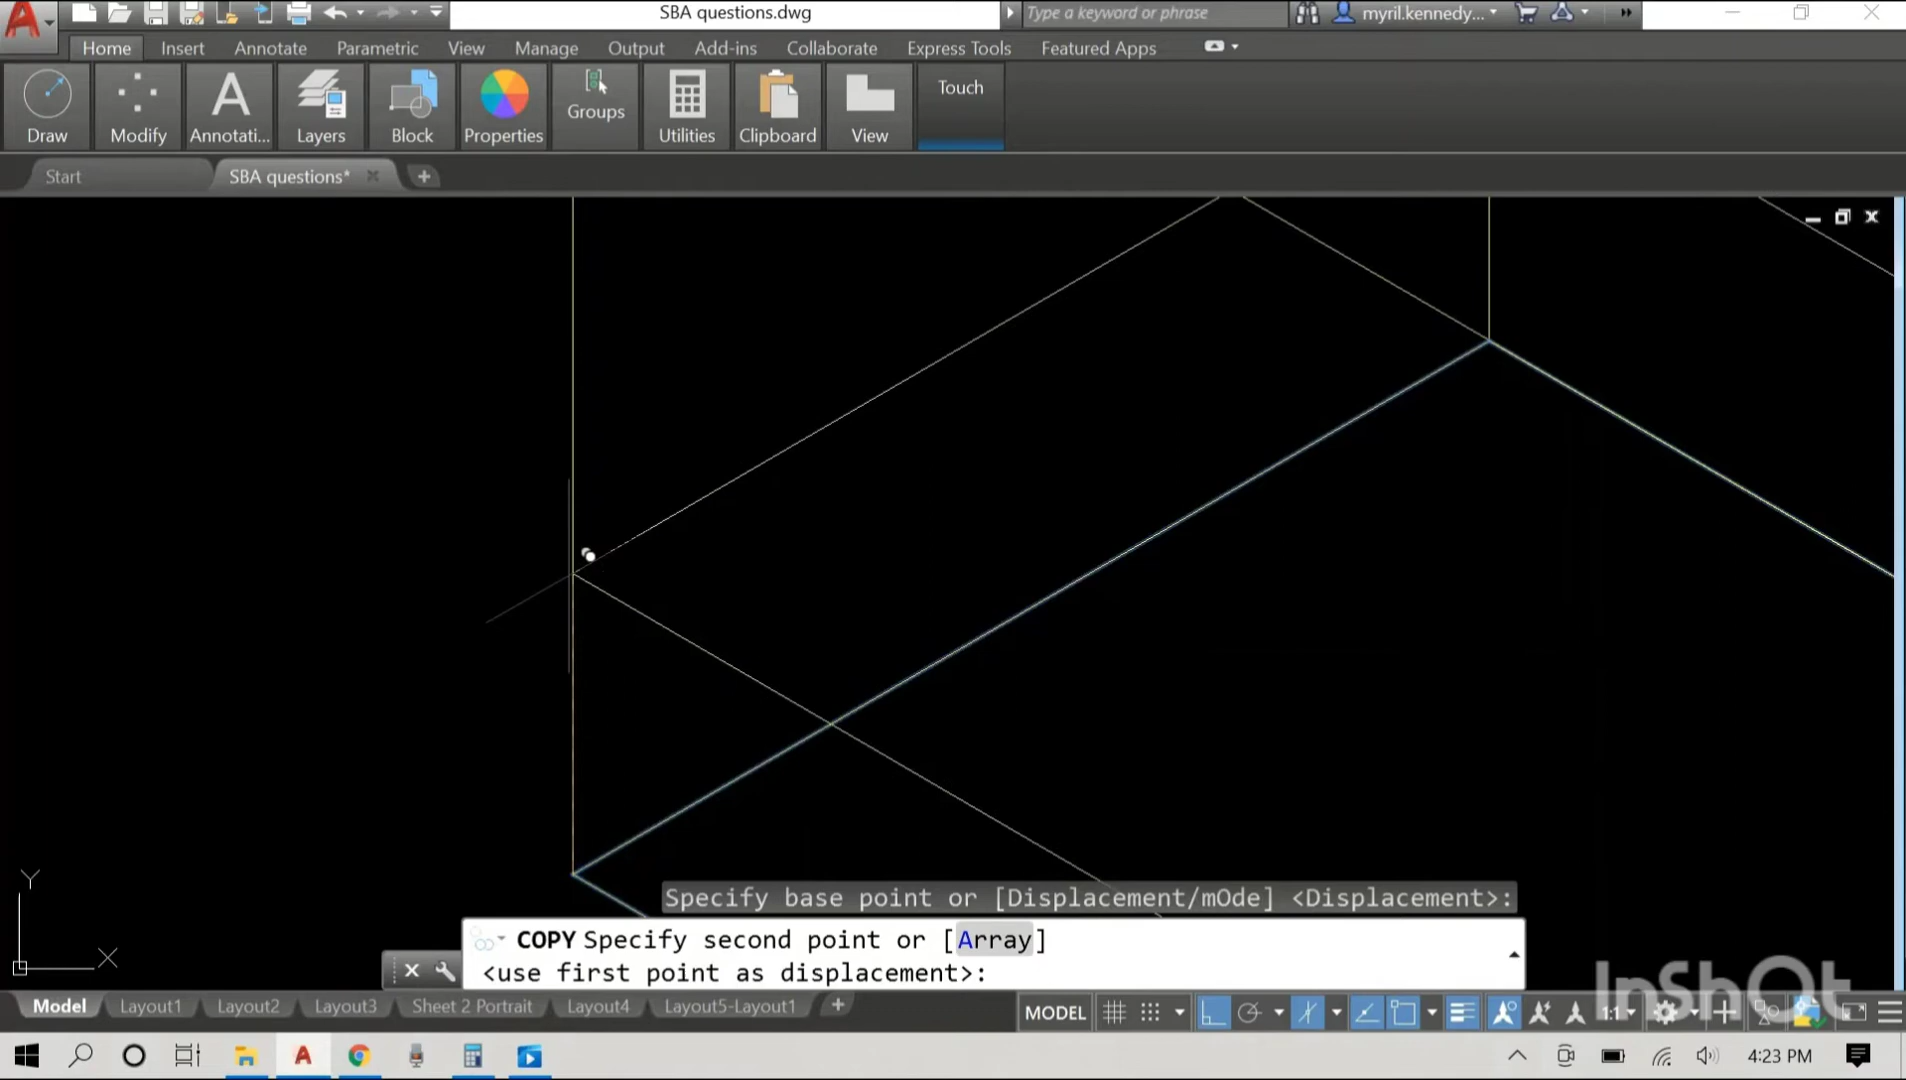 SBA questions.dwg
Type a keyword or phrase
myril.kennedy...
Home Insert Annotate Parametric View Manage Output Add-ins Collaborate Express Tools Featured Apps
Draw Modify Annotati... Layers Block Properties Groups Utilities Clipboard View Touch
Start SBA questions*
Y
X
Specify base point or [Displacement/mOde] <Displacement>:
COPY Specify second point or [Array]
<use first point as displacement>:
InShOt
Model Layout1 Layout2 Layout3 Sheet 2 Portrait Layout4 Layout5-Layout1
MODEL 1:1
4:23 PM